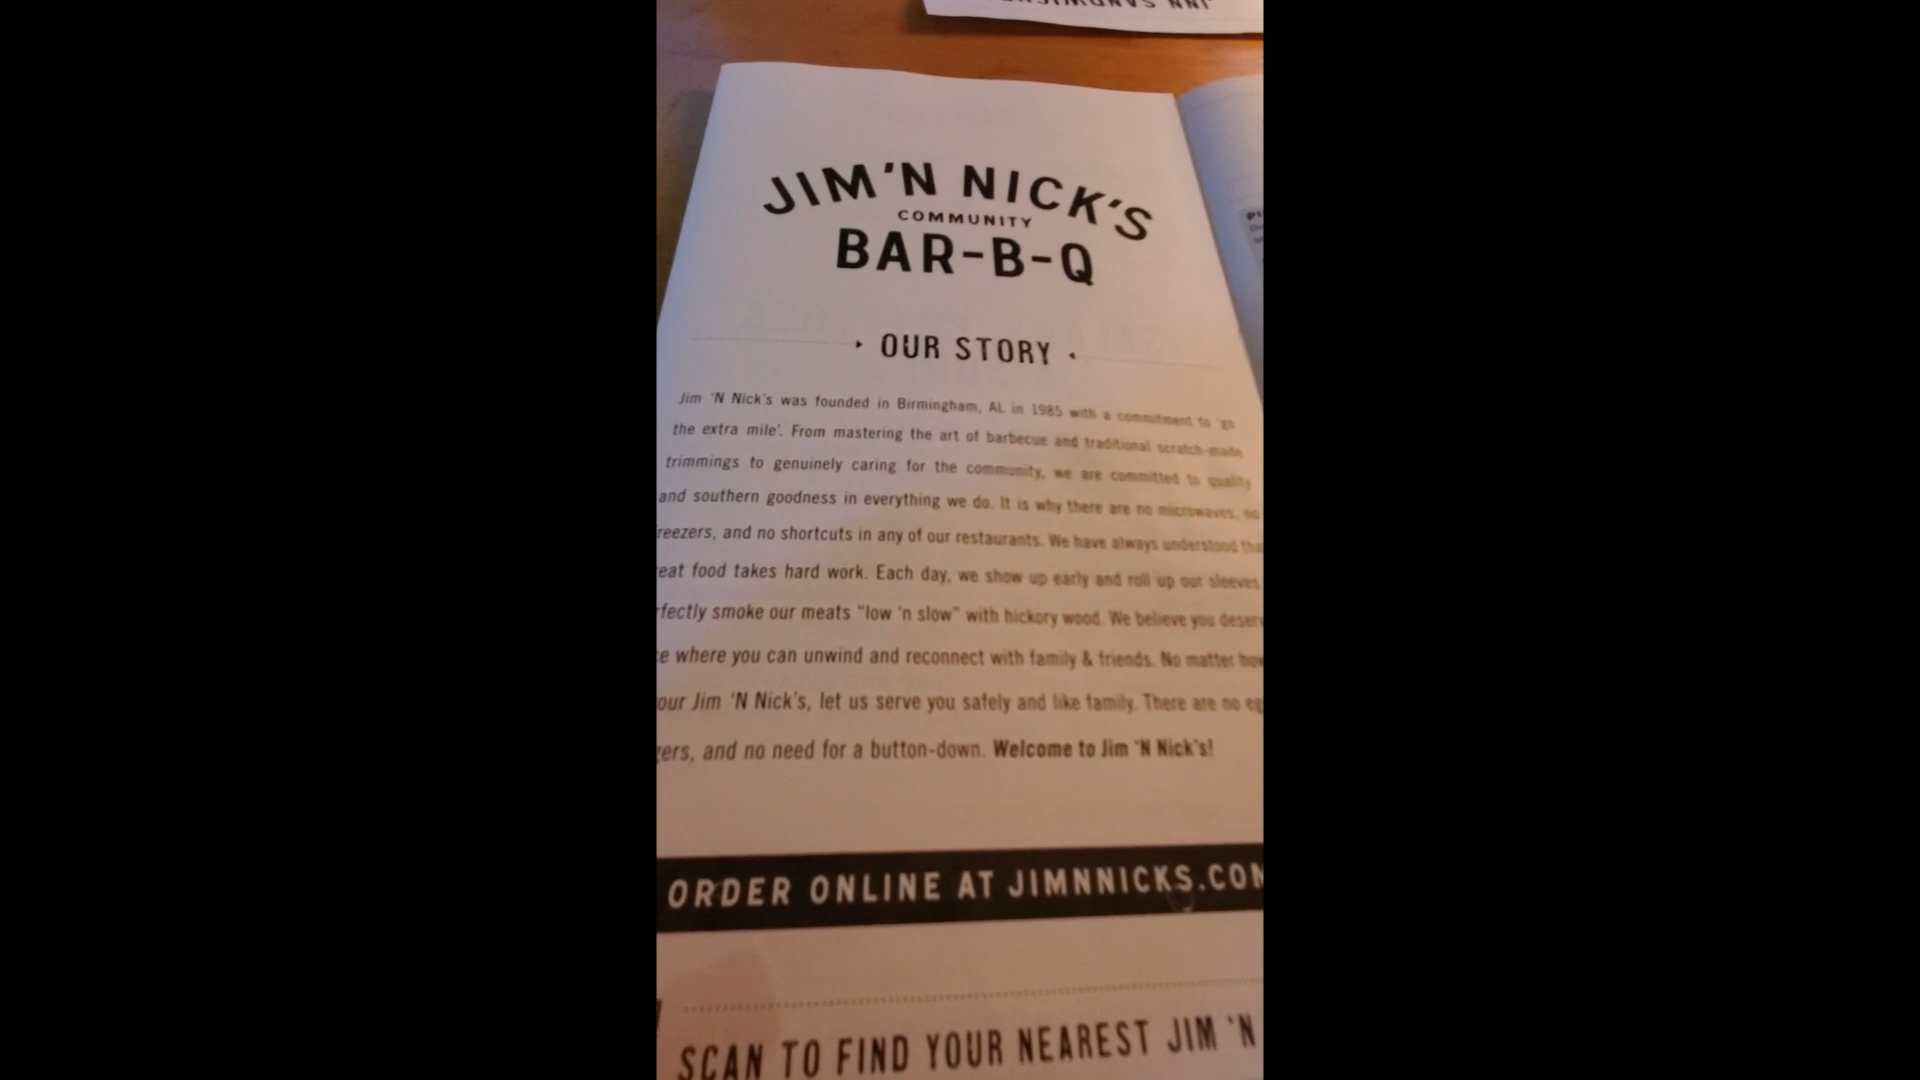 JIM 'N NICK'S
COMMUNITY
BAR-B-Q
OUR STORY
Jim 'N Nick's was founded in Birmingham, AL in 1985 with a commitment to 'go
the extra mile'. From mastering the art of barbecue and traditional scratch-made
trimmings to genuinely caring for the community, we are committed to quality
and southern goodness in everything we do. It is why there are no microwaves, no
reezers, and no shortcuts in any of our restaurants. We have always understood tha
eat food takes hard work. Each day, we show up early and roll up our sleeves
rfectly smoke our meats "low 'n slow" with hickory wood. We believe you deserv
e where you can unwind and reconnect with family & friends. No matter how
our Jim 'N Nick's, let us serve you safely and like family. There are no eg
gers, and no need for a button-down. Welcome to Jim 'N Nick's!
ORDER ONLINE AT JIMNNICKS.COM
SCAN TO FIND YOUR NEAREST JIM 'N